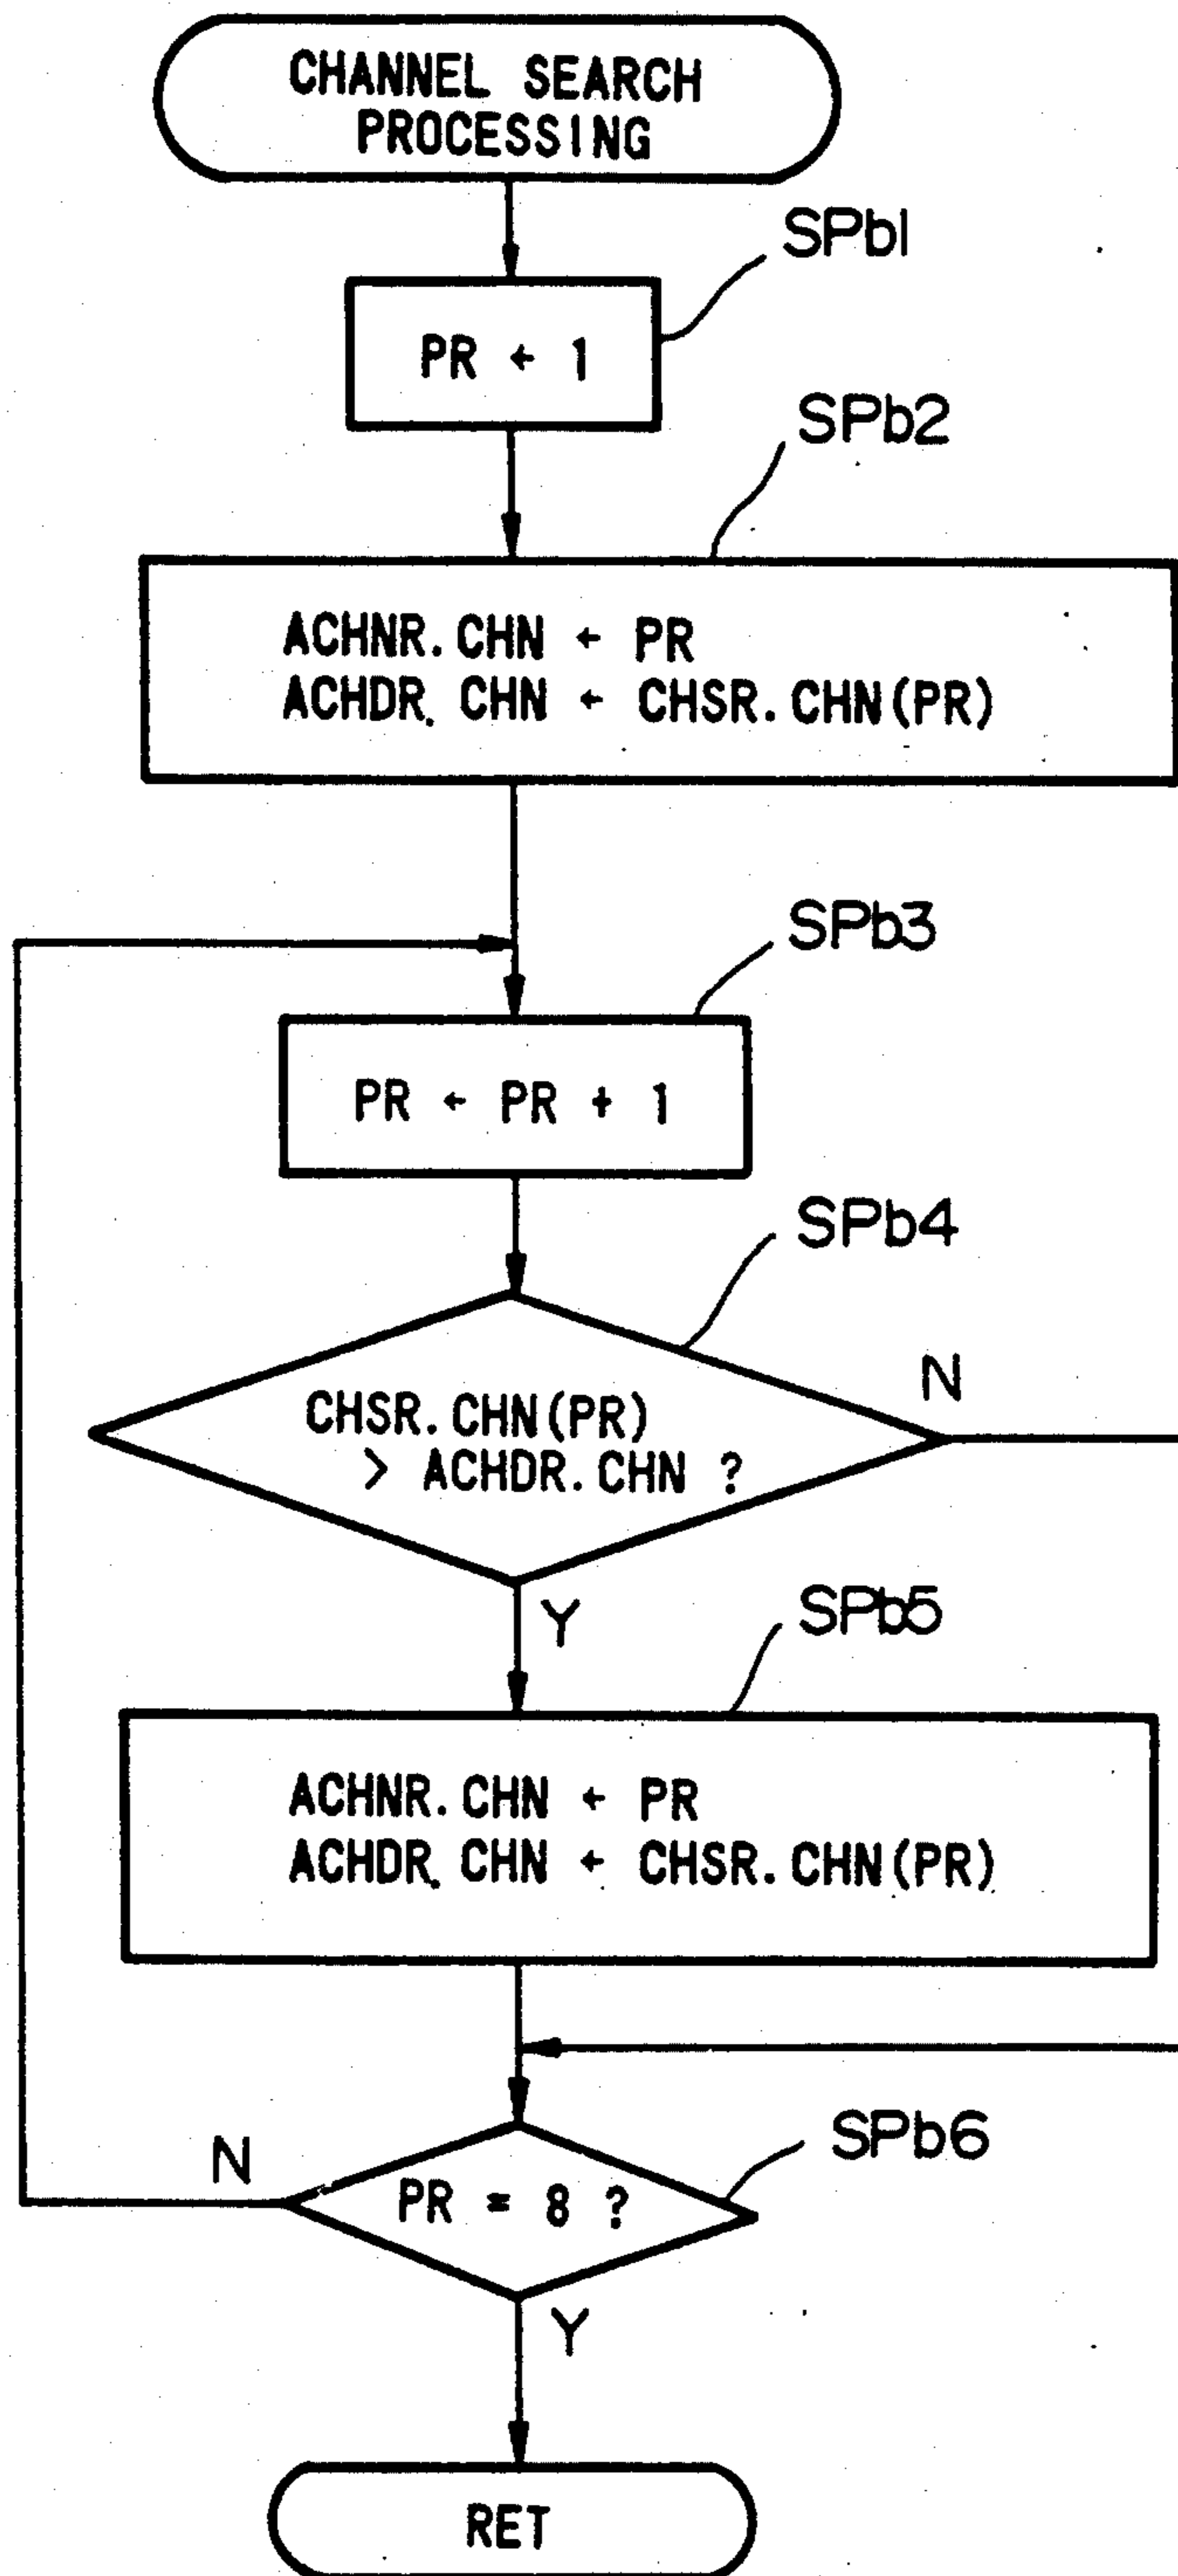 CHANNEL SEARCH
PROCESSING
SPb1
PR ← 1
SPb2
ACHNR.CHN ← PR
ACHDR.CHN ← CHSR.CHN(PR)
SPb3
PR ← PR + 1
SPb4
N
CHSR.CHN(PR)
> ACHDR.CHN ?
Y
SPb5
ACHNR.CHN ← PR
ACHDR.CHN ← CHSR.CHN(PR)
SPb6
N
PR = 8 ?
Y
RET